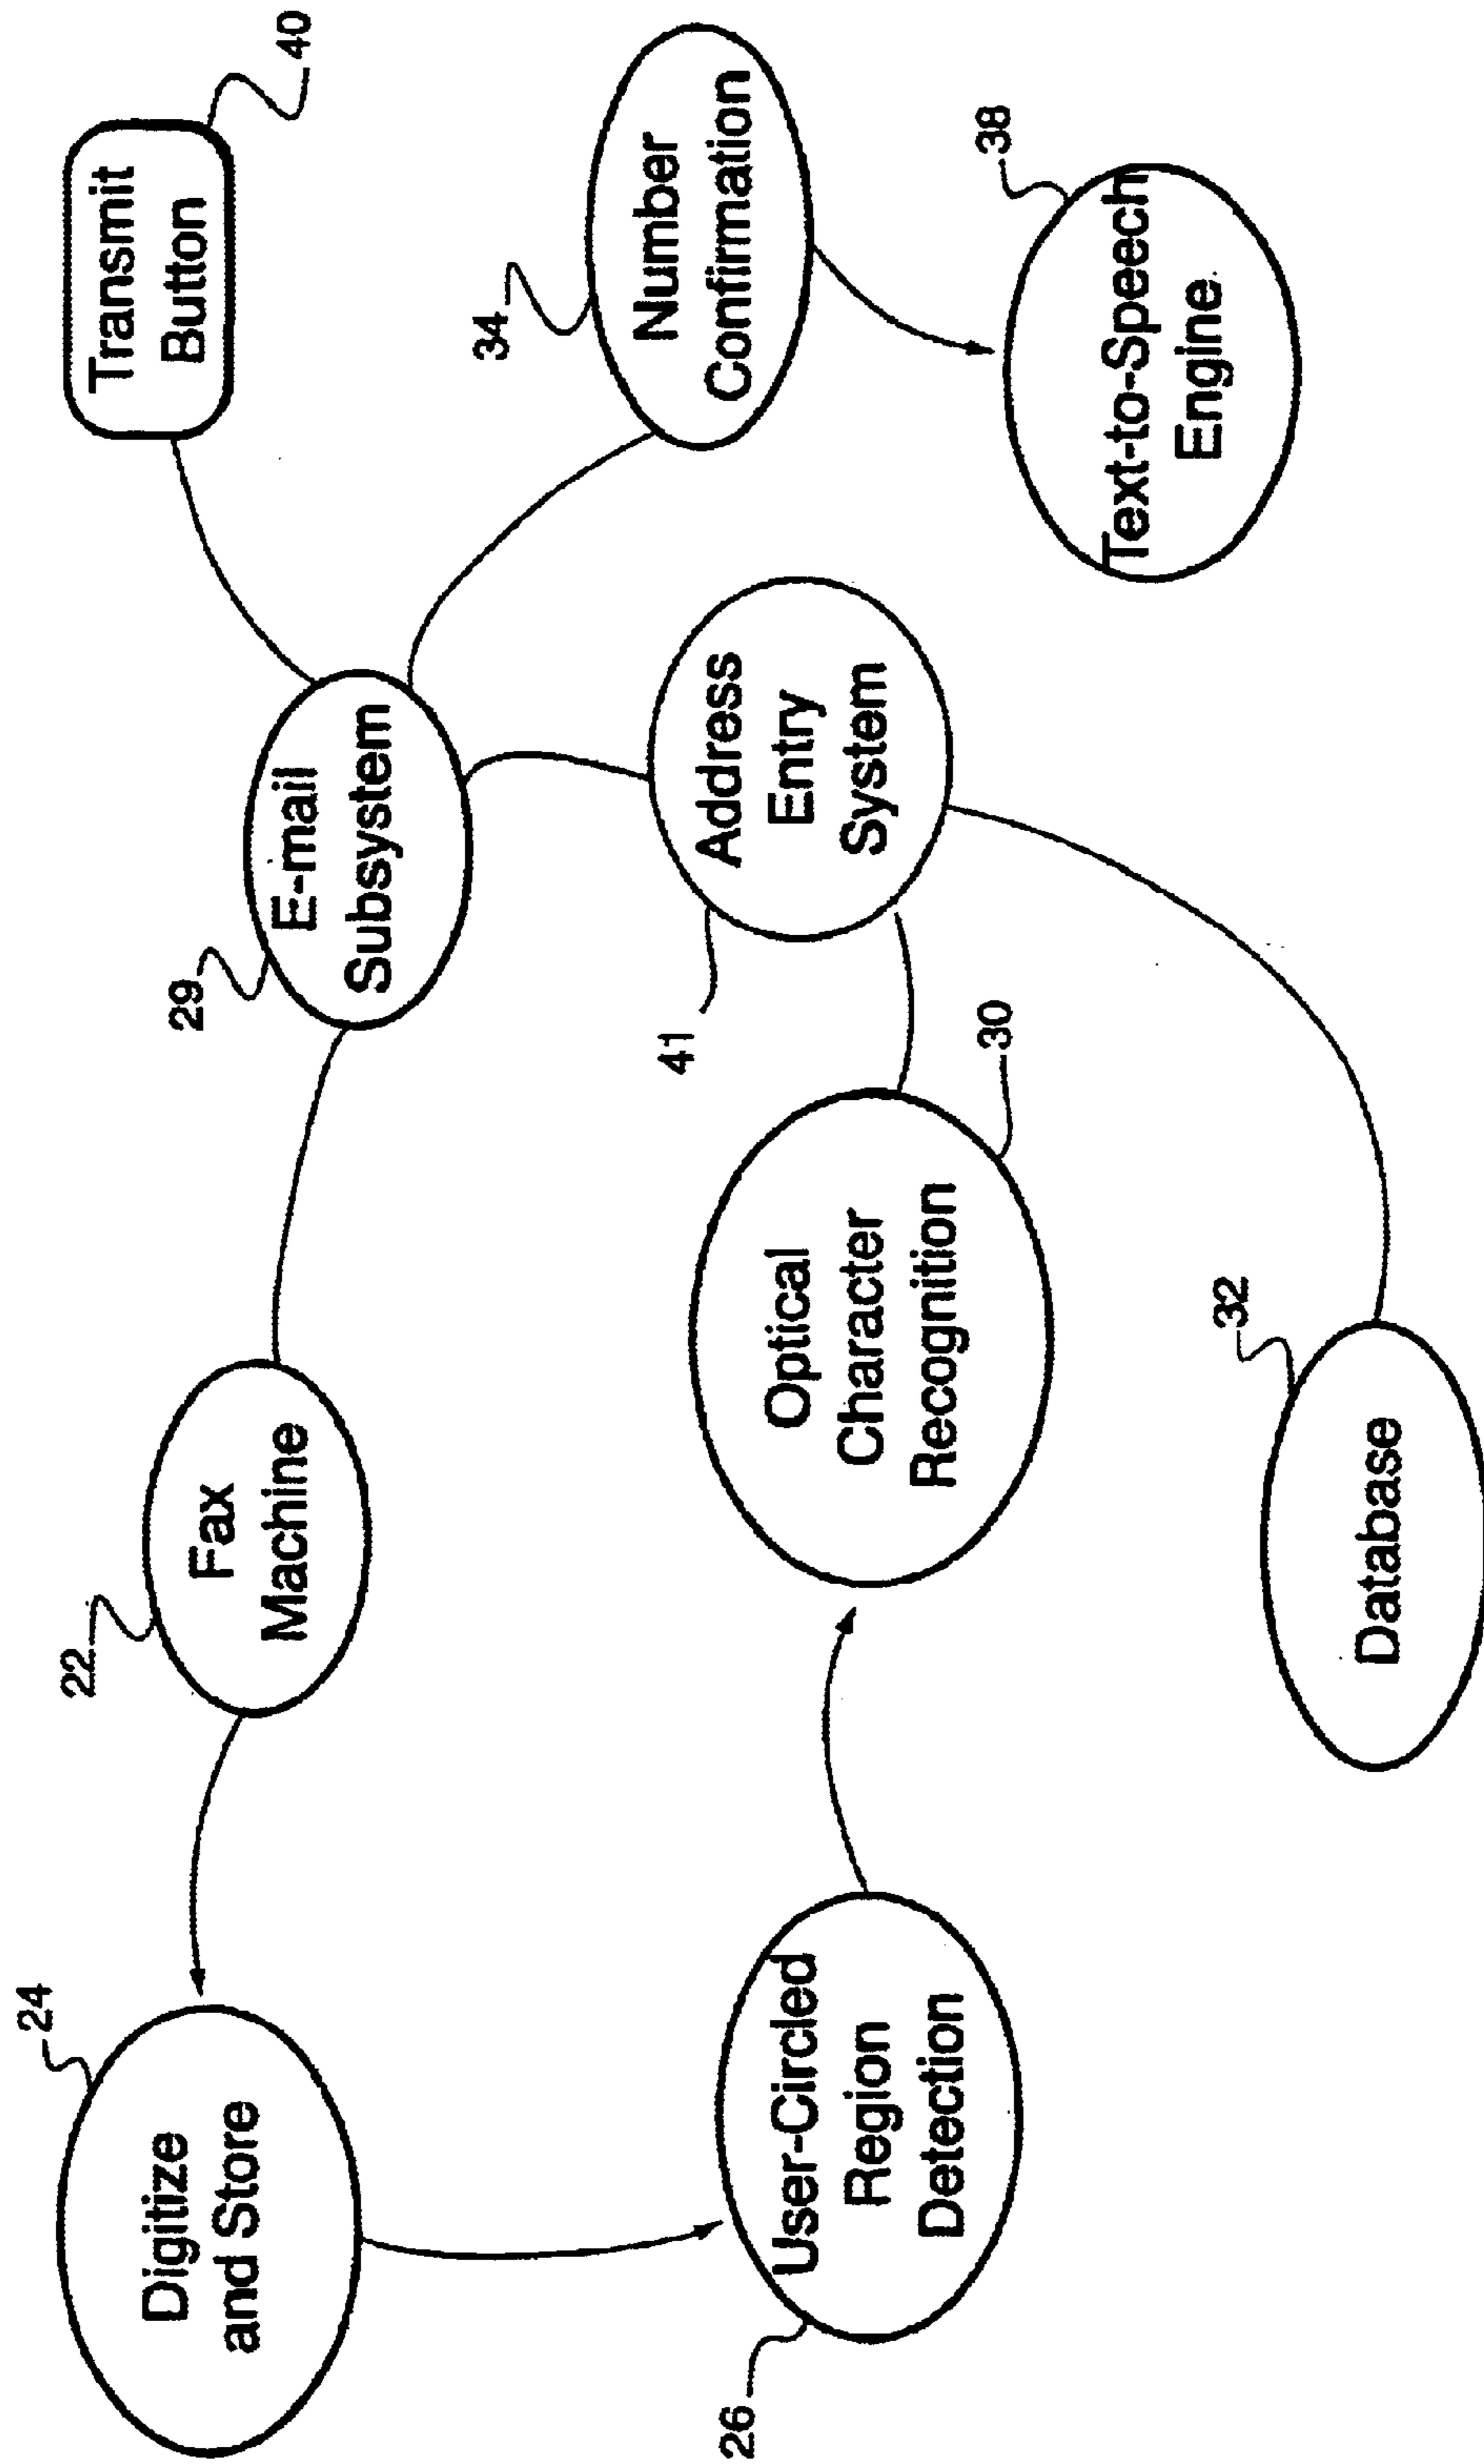 24
Digitize
and Store
22
Fax
Machine
29
E-mail
Subsystem
Transmit
Button
40
34
Number
Confirmation
26
User-Circled
Region
Detection
Optical
Character
Recognition
30
41
Address
Entry
System
38
Text-to-Speech
Engine
32
Database